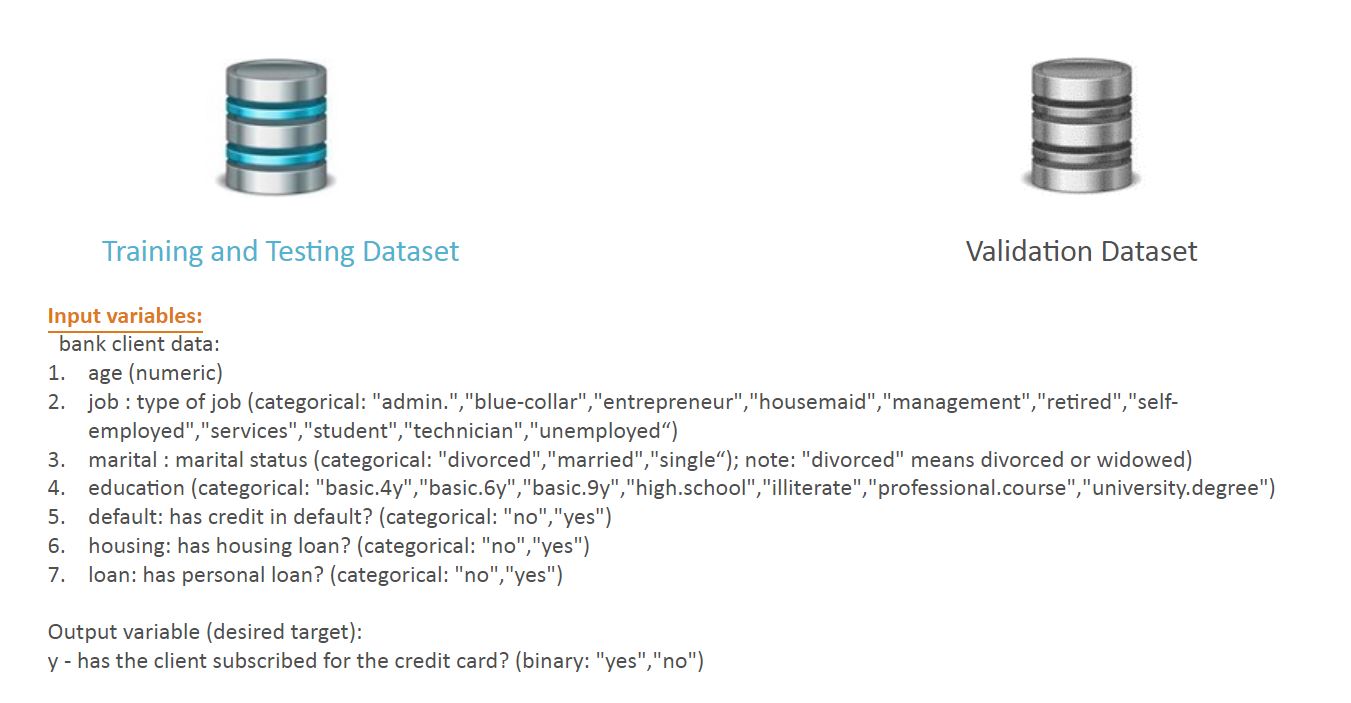 Training and Testing Dataset
Validation Dataset
Input variables:
bank client data:
1. age (numeric)
2. job : type of job (categorical: "admin.","blue-collar","entrepreneur","housemaid","management","retired","self-
employed","services","student","technician","unemployed“)
3. marital : marital status (categorical: "divorced","married","single“); note: "divorced" means divorced or widowed)
4. education (categorical: "basic.4y","basic.6y","basic.9y","high.school","illiterate","professional.course","university.degree")
5. default: has credit in default? (categorical: "no","yes")
6. housing: has housing loan? (categorical: "no","yes")
7. loan: has personal loan? (categorical: "no","yes")
Output variable (desired target):
y - has the client subscribed for the credit card? (binary: "yes","no")